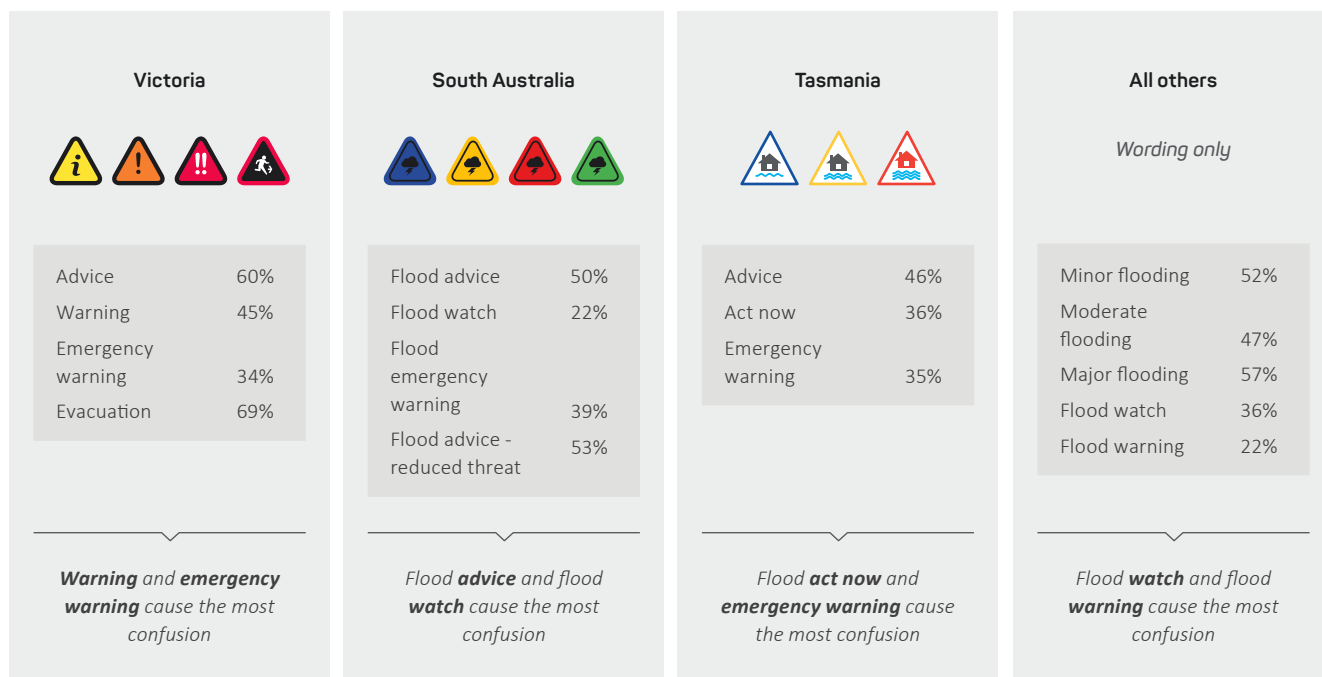 Victoria
i
!
!!
Advice 60%
Warning 45%
Emergency
warning 34%
Evacuation 69%
Warning and emergency
warning cause the most
confusion
South Australia
Flood advice 50%
Flood watch 22%
Flood
emergency
warning 39%
Flood advice - 53%
reduced threat
Flood advice and flood
watch cause the most
confusion
Tasmania
Advice 46%
Act now 36%
Emergency
warning 35%
Flood act now and
emergency warning cause
the most confusion
All others
Wording only
Minor flooding 52%
Moderate
flooding 47%
Major flooding 57%
Flood watch 36%
Flood warning 22%
Flood watch and flood
warning cause the most
confusion